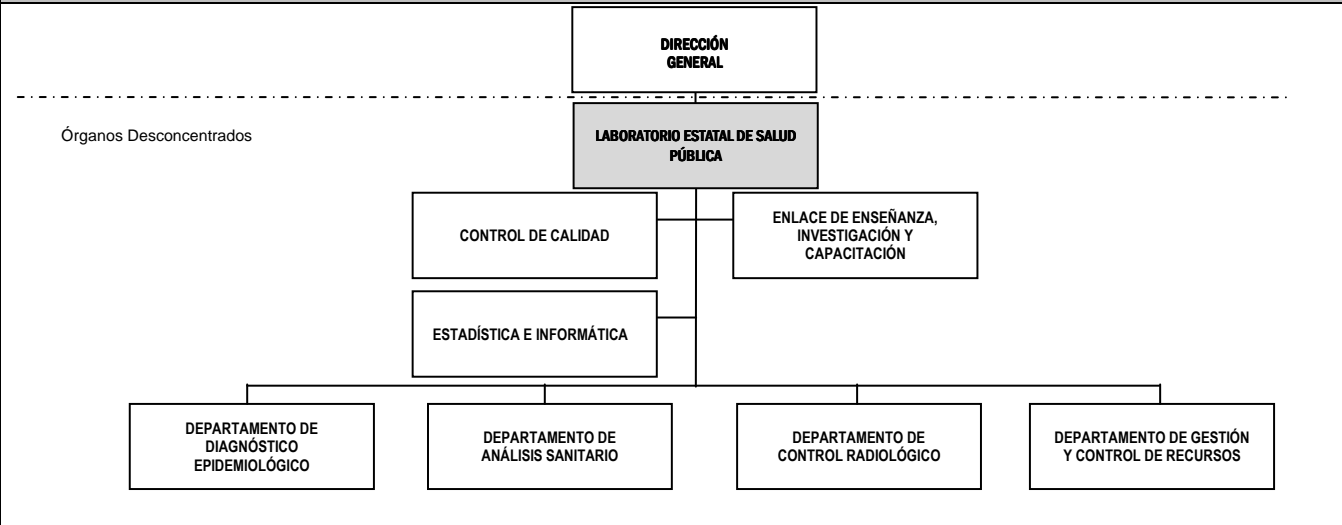 DIRECCIÓN
GENERAL
Órganos Desconcentrados
LABORATORIO ESTATAL DE SALUD
PÚBLICA
CONTROL DE CALIDAD
ENLACE DE ENSEÑANZA,
INVESTIGACIÓN Y
CAPACITACIÓN
ESTADÍSTICA E INFORMÁTICA
DEPARTAMENTO DE
DIAGNÓSTICO
EPIDEMIOLÓGICO
DEPARTAMENTO DE
ANÁLISIS SANITARIO
DEPARTAMENTO DE
CONTROL RADIOLÓGICO
DEPARTAMENTO DE GESTIÓN
Y CONTROL DE RECURSOS